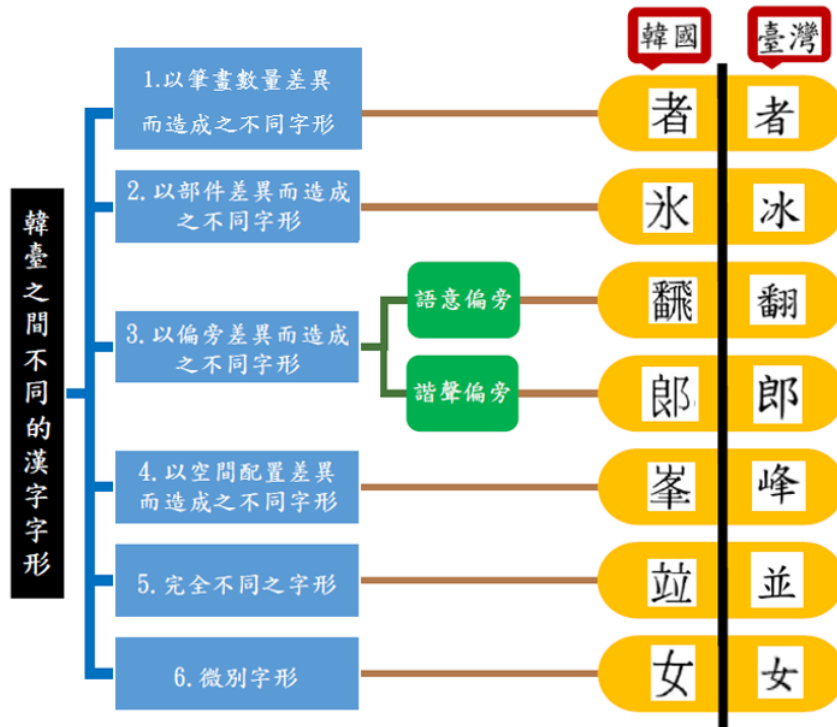 韓國 臺灣
韓臺之間不同的漢字字形
1.以筆畫數量差異
而造成之不同字形
者 者
2.以部件差異而造成
之不同字形
氷 冰
3.以偏旁差異而造成
之不同字形
語意偏旁
飜 翻
諧聲偏旁
郞 郎
4.以空間配置差異
而造成之不同字形
峯 峰
5.完全不同之字形
竝 並
6.微別字形
女 女